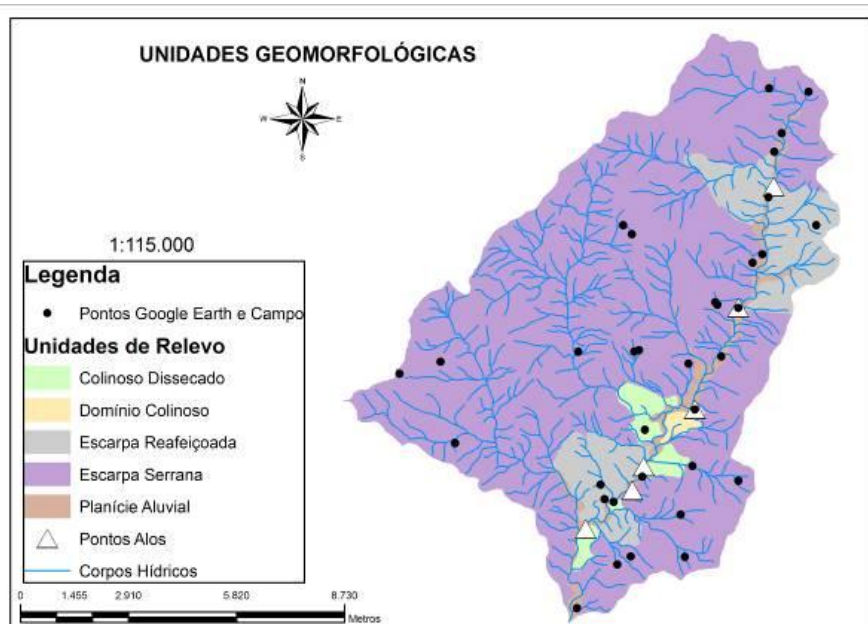 UNIDADES GEOMORFOLÓGICAS
N
W E
S
1:115.000
Legenda
Pontos Google Earth e Campo
Unidades de Relevo
Colinoso Dissecado
Domínio Colinoso
Escarpa Reafeiçoada
Escarpa Serrana
Planície Aluvial
Pontos Alos
Corpos Hídricos
0 1.455 2.910 5.820 8.730
Metros